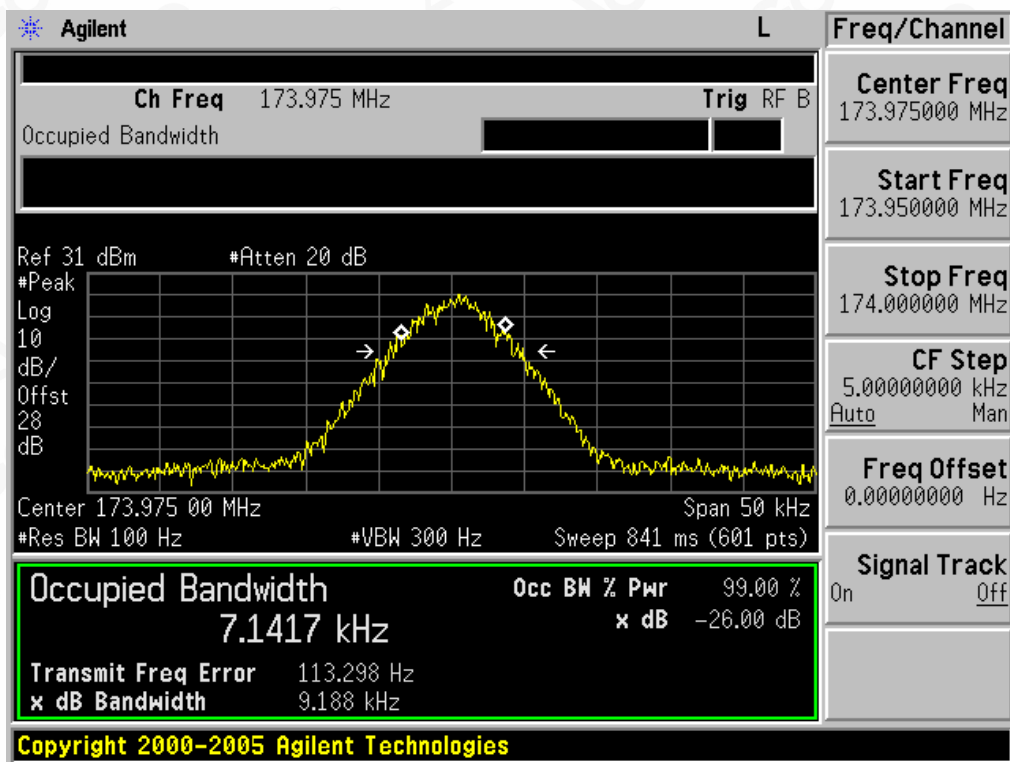 Agilent L Freq/Channel
Ch Freq 173.975 MHz Trig RF B
Occupied Bandwidth
Center Freq
173.975000 MHz
Start Freq
173.950000 MHz
Stop Freq
174.000000 MHz
CF Step
5.00000000 kHz
Auto Man
Freq Offset
0.00000000 Hz
Signal Track
On Off
Ref 31 dBm #Atten 20 dB
#Peak
Log
10
dB/
Offst
28
dB
Center 173.975 00 MHz Span 50 kHz
#Res BW 100 Hz #VBW 300 Hz Sweep 841 ms (601 pts)
Occupied Bandwidth Occ BW % Pwr 99.00 %
7.1417 kHz x dB -26.00 dB
Transmit Freq Error 113.298 Hz
x dB Bandwidth 9.188 kHz
Copyright 2000-2005 Agilent Technologies